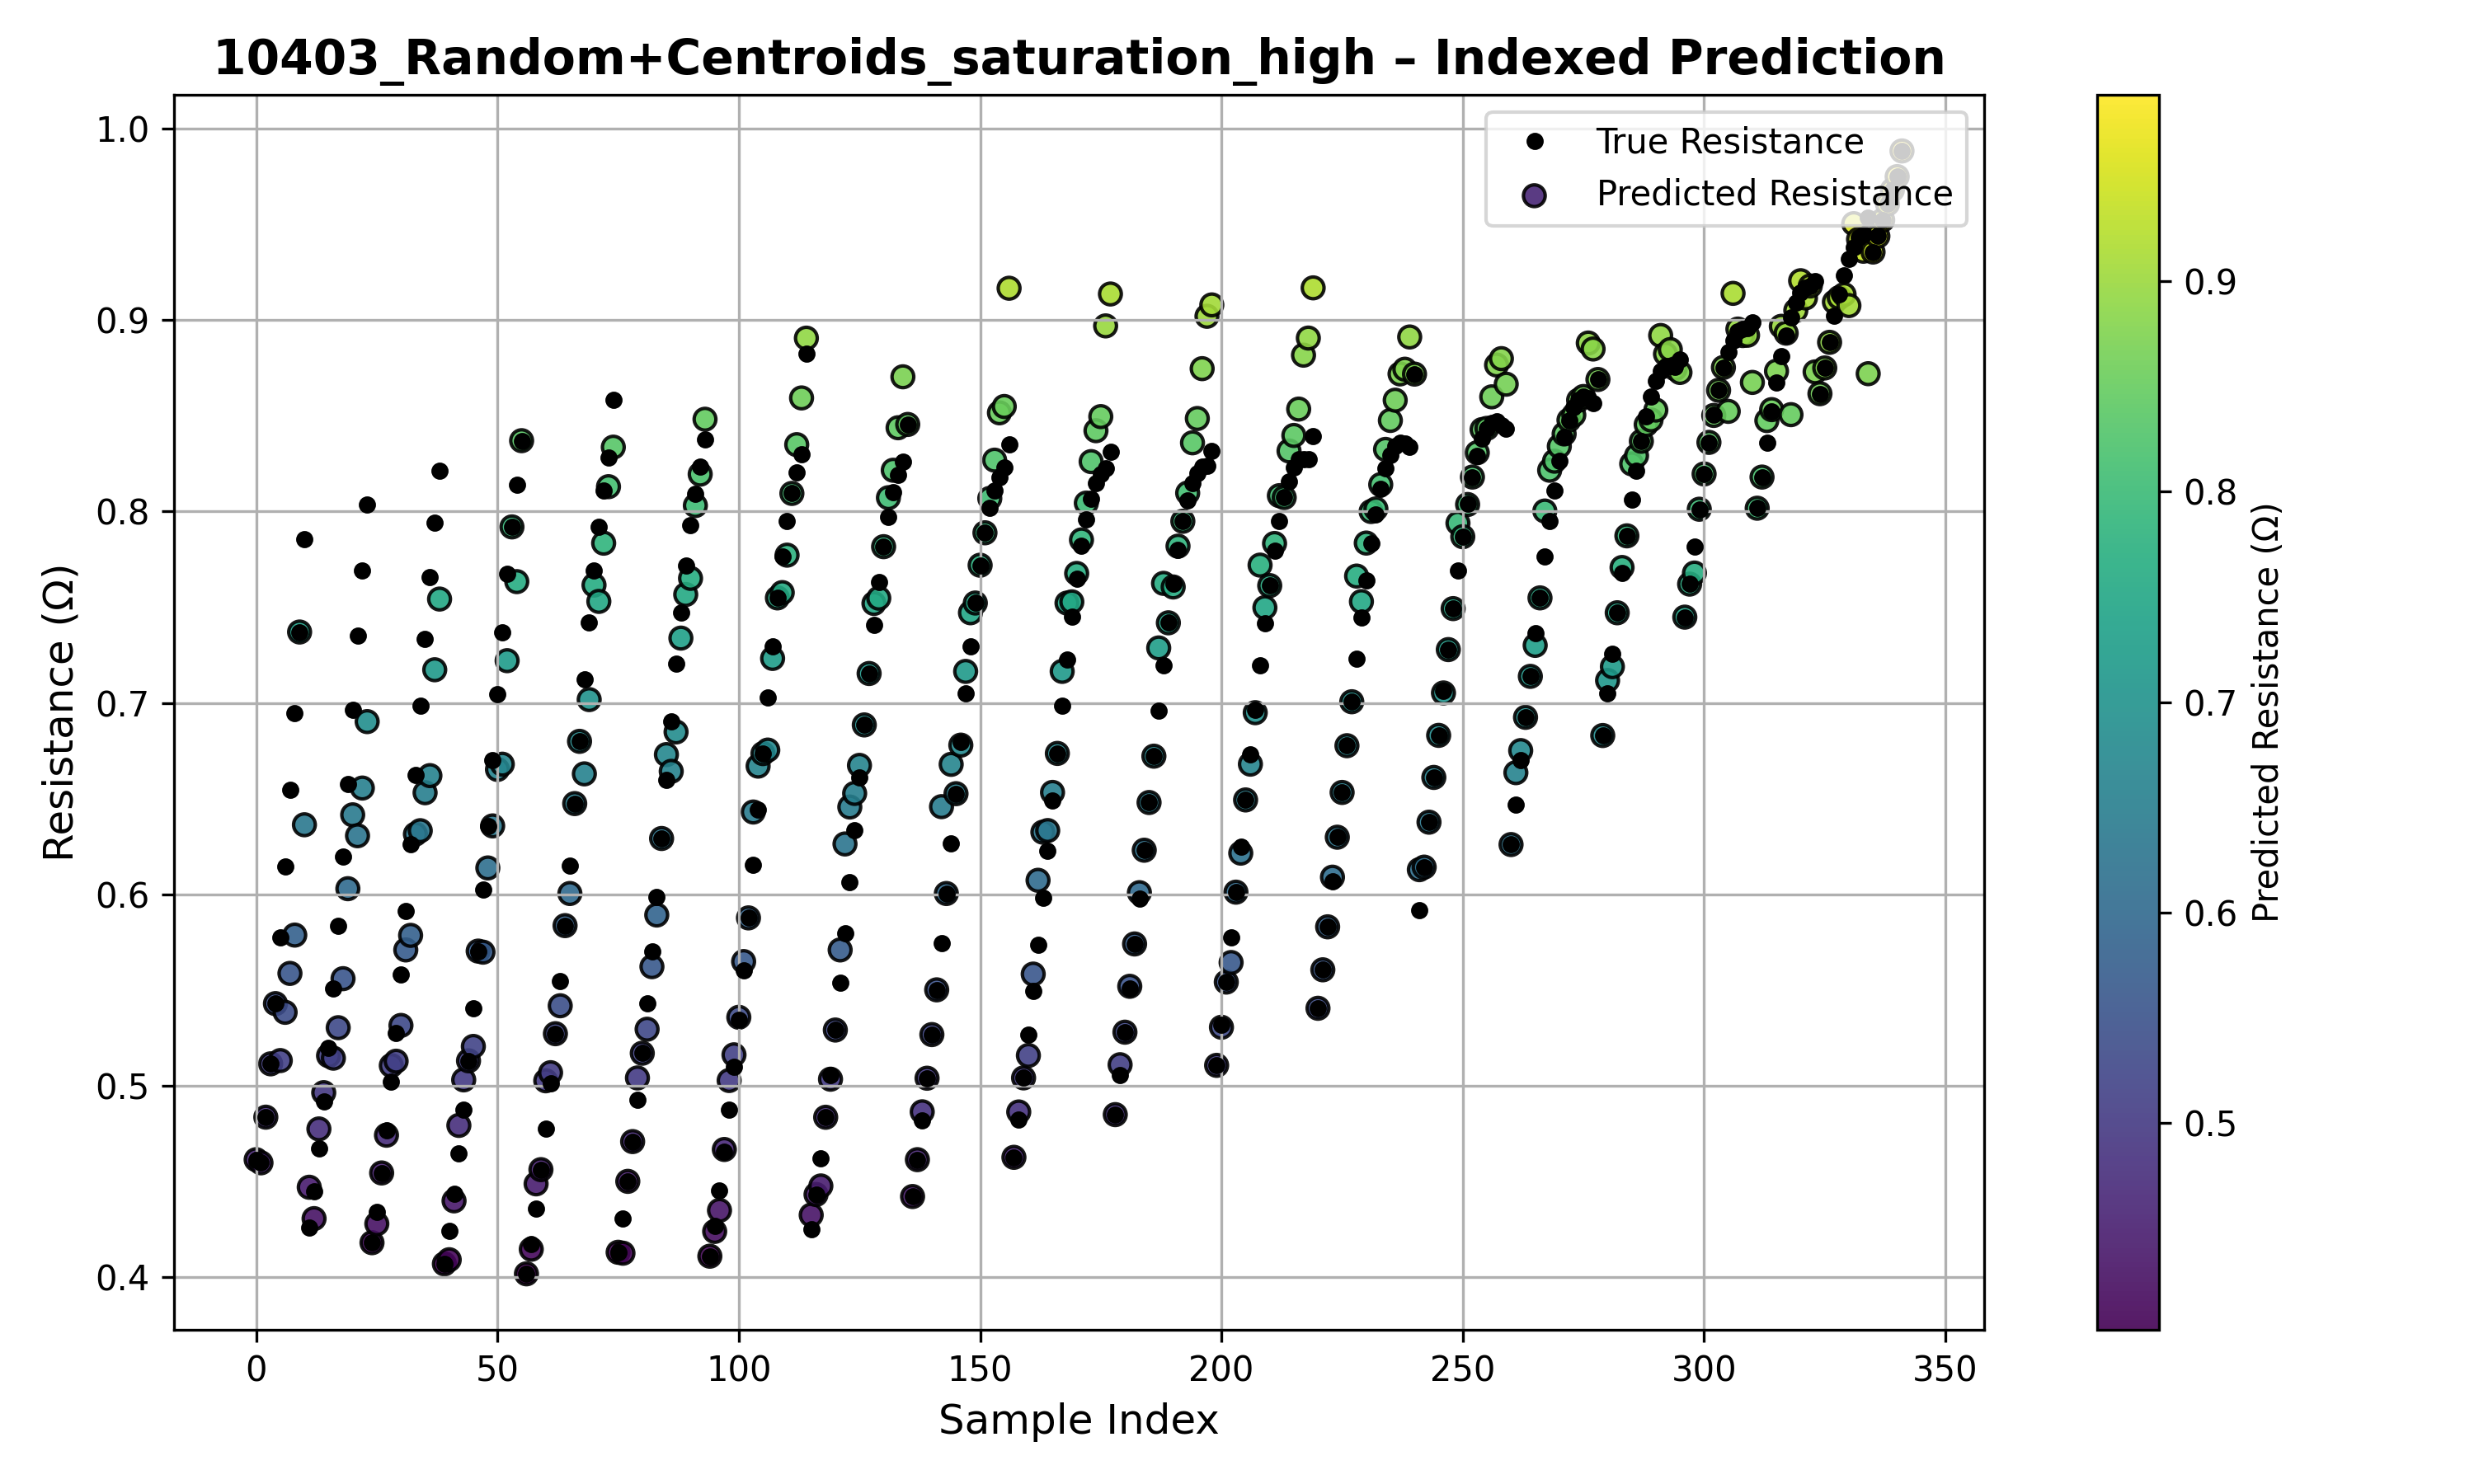 10403_Random+Centroids_saturation_high – Indexed Prediction
True Resistance
Predicted Resistance
1.0
0.9
0.8
0.7
0.6
0.5
0.4
Resistance (Ω)
0 50 100 150 200 250 300 350
Sample Index
0.9
0.8
0.7
0.6
0.5
Predicted Resistance (Ω)